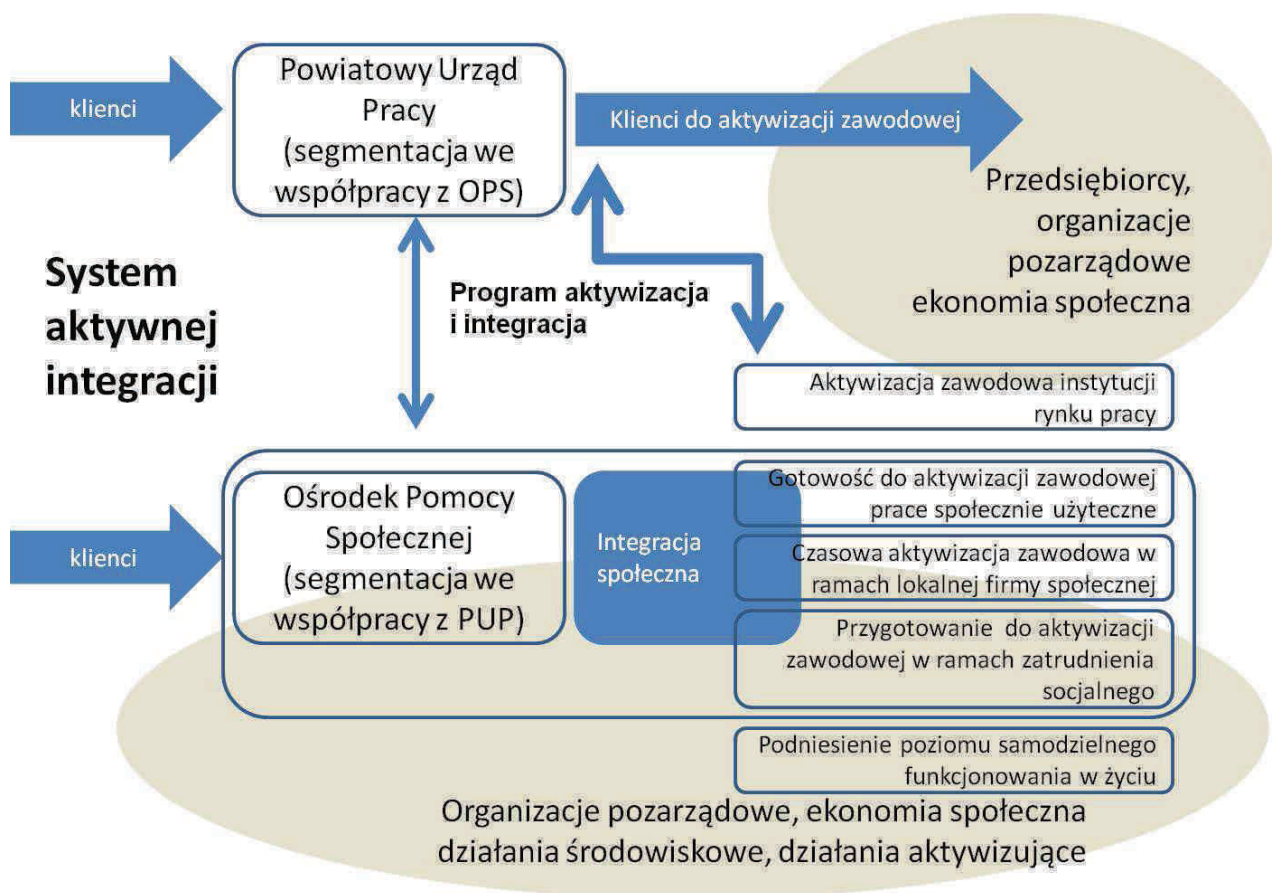 klienci
Powiatowy Urząd
Pracy
(segmentacja we
współpracy z OPS)
Klienci do aktywizacji zawodowej
Przedsiębiorcy,
organizacje
pozarządowe
ekonomia społeczna
System
aktywnej
integracji
Program aktywizacja
i integracja
Aktywizacja zawodowa instytucji
rynku pracy
klienci
Ośrodek Pomocy
Społecznej
(segmentacja we
współpracy z PUP)
Integracja
społeczna
Gotowość do aktywizacji zawodowej
prace społecznie użyteczne
Czasowa aktywizacja zawodowa w
ramach lokalnej firmy społecznej
Przygotowanie do aktywizacji
zawodowej w ramach zatrudnienia
socjalnego
Podniesienie poziomu samodzielnego
funkcjonowania w życiu
Organizacje pozarządowe, ekonomia społeczna
działania środowiskowe, działania aktywizujące